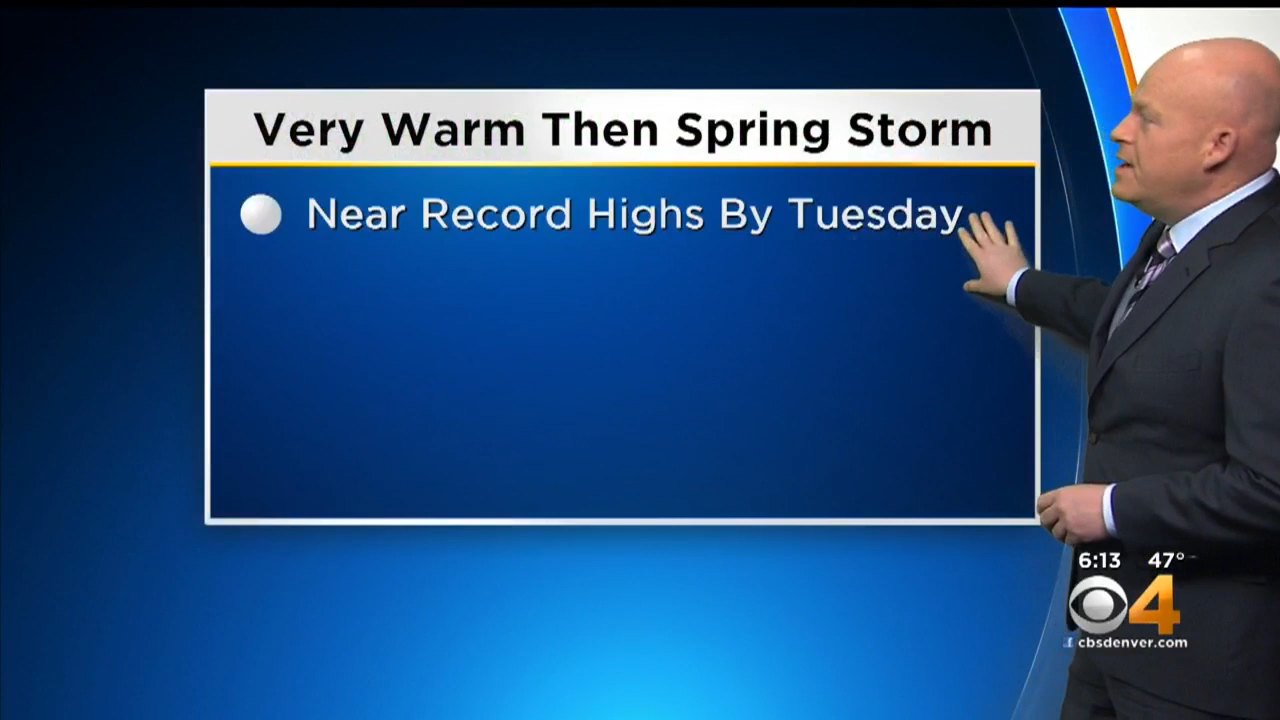 Very Warm Then Spring Storm
Near Record Highs By Tuesday
6:13 47°
4
f cbsdenver.com